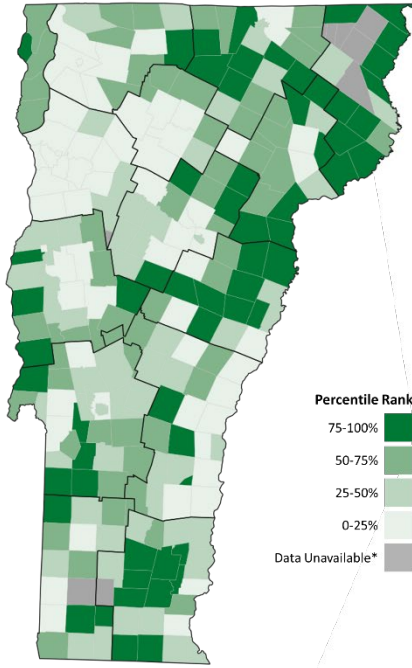 Percentile Rank
75-100%
50-75%
25-50%
0-25%
Data Unavailable*